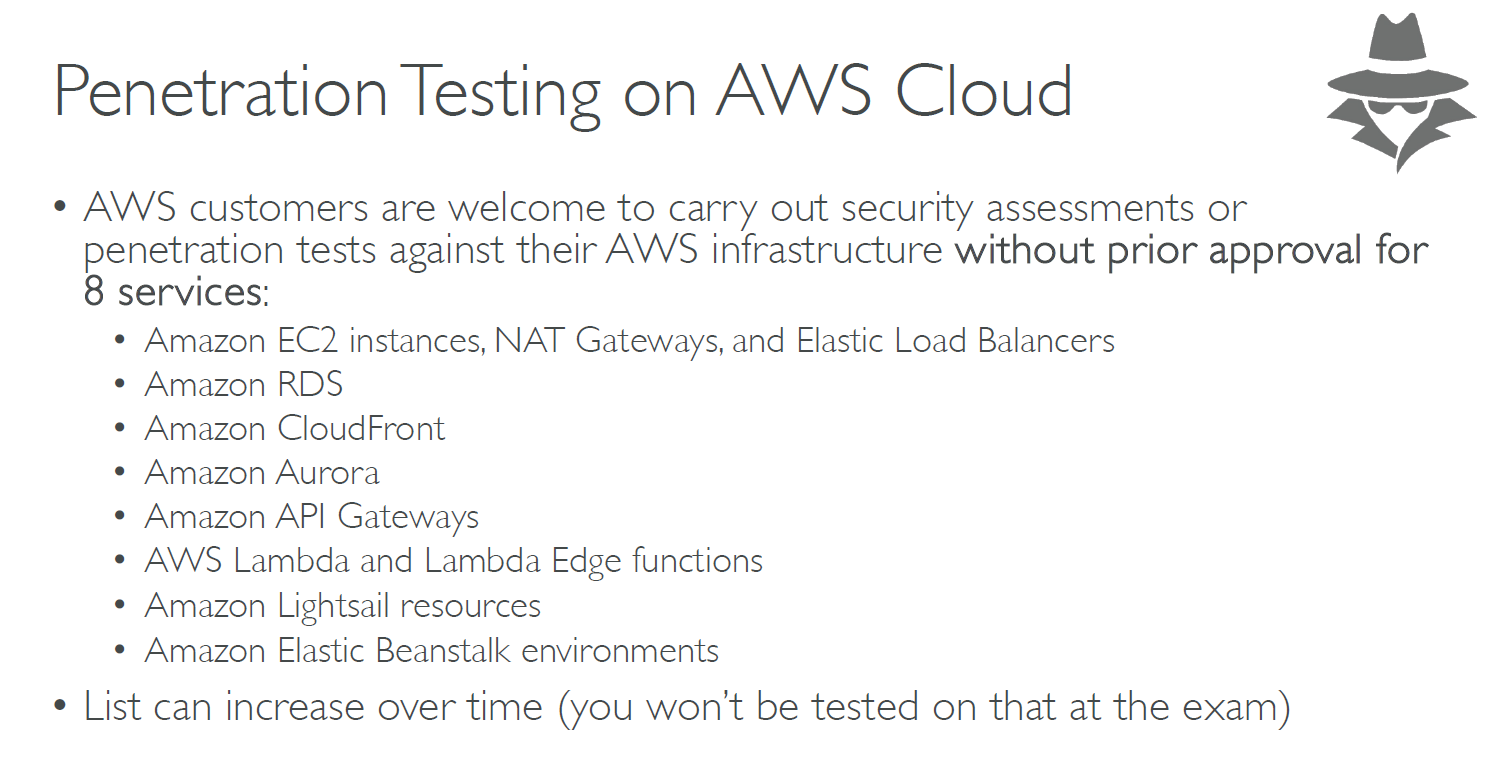 Penetration Testing on AWS Cloud
• AWS customers are welcome to carry out security assessments or
penetration tests against their AWS infrastructure without prior approval for
8 services:
• Amazon EC2 instances, NAT Gateways, and Elastic Load Balancers
• Amazon RDS
• Amazon CloudFront
• Amazon Aurora
• Amazon API Gateways
• AWS Lambda and Lambda Edge functions
• Amazon Lightsail resources
• Amazon Elastic Beanstalk environments
• List can increase over time (you won't be tested on that at the exam)